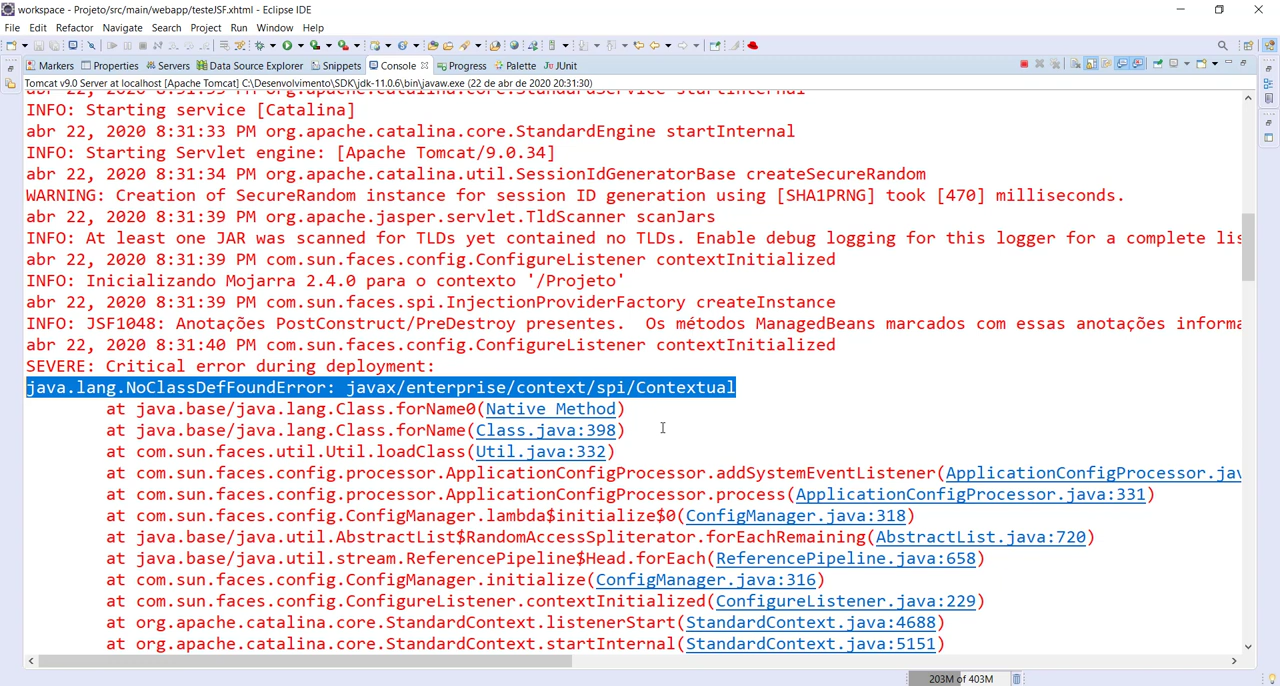 workspace - Projeto/src/main/webapp/testeJSF.xhtml - Eclipse IDE
File Edit Refactor Navigate Search Project Run Window Help
Markers Properties Servers Data Source Explorer Snippets Console Progress Palette JUnit
Tomcat v9.0 Server at localhost [Apache Tomcat] C:\Desenvolvimento\SDK\jdk-11.0.6\bin\javaw.exe (22 de abr de 2020 20:31:30)
abr 22, 2020 8:31:33 PM org.apache.catalina.core.StandardService startInternal
INFO: Starting service [Catalina]
abr 22, 2020 8:31:33 PM org.apache.catalina.core.StandardEngine startInternal
INFO: Starting Servlet engine: [Apache Tomcat/9.0.34]
abr 22, 2020 8:31:34 PM org.apache.catalina.util.SessionIdGeneratorBase createSecureRandom
WARNING: Creation of SecureRandom instance for session ID generation using [SHA1PRNG] took [470] milliseconds.
abr 22, 2020 8:31:39 PM org.apache.jasper.servlet.TldScanner scanJars
INFO: At least one JAR was scanned for TLDs yet contained no TLDs. Enable debug logging for this logger for a complete lis
abr 22, 2020 8:31:39 PM com.sun.faces.config.ConfigureListener contextInitialized
INFO: Inicializando Mojarra 2.4.0 para o contexto '/Projeto'
abr 22, 2020 8:31:39 PM com.sun.faces.spi.InjectionProviderFactory createInstance
INFO: JSF1048: Anotações PostConstruct/PreDestroy presentes.  Os métodos ManagedBeans marcados com essas anotações informa
abr 22, 2020 8:31:40 PM com.sun.faces.config.ConfigureListener contextInitialized
SEVERE: Critical error during deployment:
java.lang.NoClassDefFoundError: javax/enterprise/context/spi/Contextual
at java.base/java.lang.Class.forName0(Native Method)
at java.base/java.lang.Class.forName(Class.java:398)
at com.sun.faces.util.Util.loadClass(Util.java:332)
at com.sun.faces.config.processor.ApplicationConfigProcessor.addSystemEventListener(ApplicationConfigProcessor.jav
at com.sun.faces.config.processor.ApplicationConfigProcessor.process(ApplicationConfigProcessor.java:331)
at com.sun.faces.config.ConfigManager.lambda$initialize$0(ConfigManager.java:318)
at java.base/java.util.AbstractList$RandomAccessSpliterator.forEachRemaining(AbstractList.java:720)
at java.base/java.util.stream.ReferencePipeline$Head.forEach(ReferencePipeline.java:658)
at com.sun.faces.config.ConfigManager.initialize(ConfigManager.java:316)
at com.sun.faces.config.ConfigureListener.contextInitialized(ConfigureListener.java:229)
at org.apache.catalina.core.StandardContext.listenerStart(StandardContext.java:4688)
at org.apache.catalina.core.StandardContext.startInternal(StandardContext.java:5151)
203M of 403M